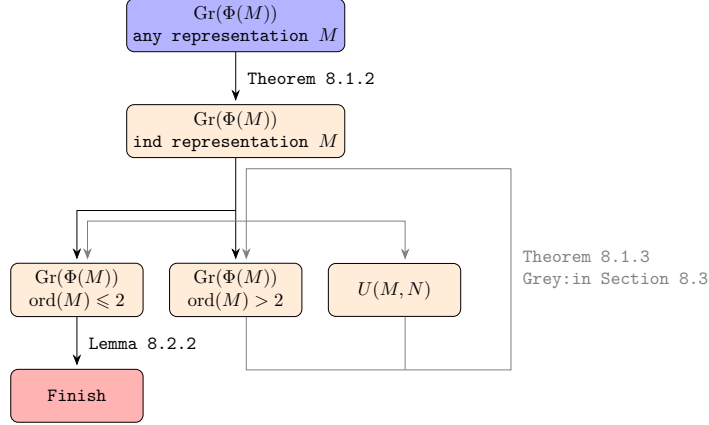 Gr(Φ(M))
any representation M
Theorem 8.1.2
Gr(Φ(M))
ind representation M
Theorem 8.1.3
Grey:in Section 8.3
Gr(Φ(M))
ord(M) ⩽ 2
Gr(Φ(M))
ord(M) > 2
U(M, N)
Lemma 8.2.2
Finish